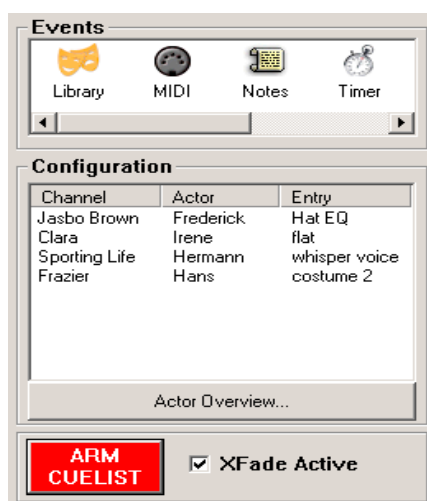 Events
Library MIDI Notes Timer
Configuration
Channel Actor Entry
Jasbo Brown Frederick Hat EQ
Clara Irene flat
Sporting Life Hermann whisper voice
Frazier Hans costume 2
Actor Overview...
ARM
CUELIST
XFade Active